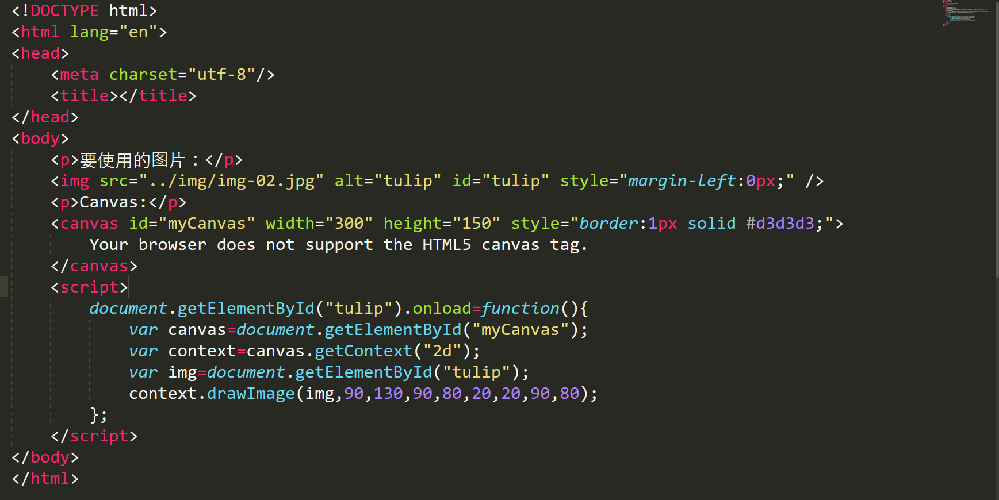 <!DOCTYPE html>
<html lang="en">
<head>
    <meta charset="utf-8"/>
    <title></title>
</head>
<body>
    <p>要使用的图片：</p>
    <img src="../img/img-02.jpg" alt="tulip" id="tulip" style="margin-left:0px;" />
    <p>Canvas:</p>
    <canvas id="myCanvas" width="300" height="150" style="border:1px solid #d3d3d3;">
        Your browser does not support the HTML5 canvas tag.
    </canvas>
    <script>
        document.getElementById("tulip").onload=function(){
            var canvas=document.getElementById("myCanvas");
            var context=canvas.getContext("2d");
            var img=document.getElementById("tulip");
            context.drawImage(img,90,130,90,80,20,20,90,80);
        };
    </script>
</body>
</html>